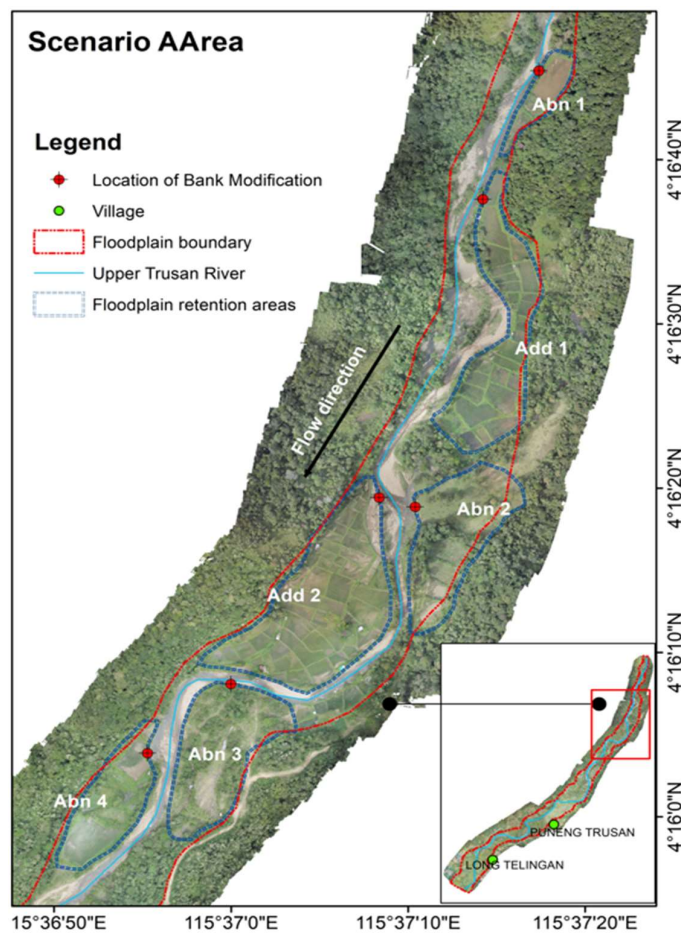 Scenario AArea
Legend
Location of Bank Modification
Village
Floodplain boundary
Upper Trusan River
Floodplain retention areas
Flow direction
Abn 1
Add 1
Abn 2
Add 2
Abn 3
Abn 4
PUNENG TRUSAN
LONG TELINGAN
4°16'40"N
4°16'30"N
4°16'20"N
4°16'10"N
4°16'0"N
15°36'50"E
115°37'0"E
115°37'10"E
115°37'20"E